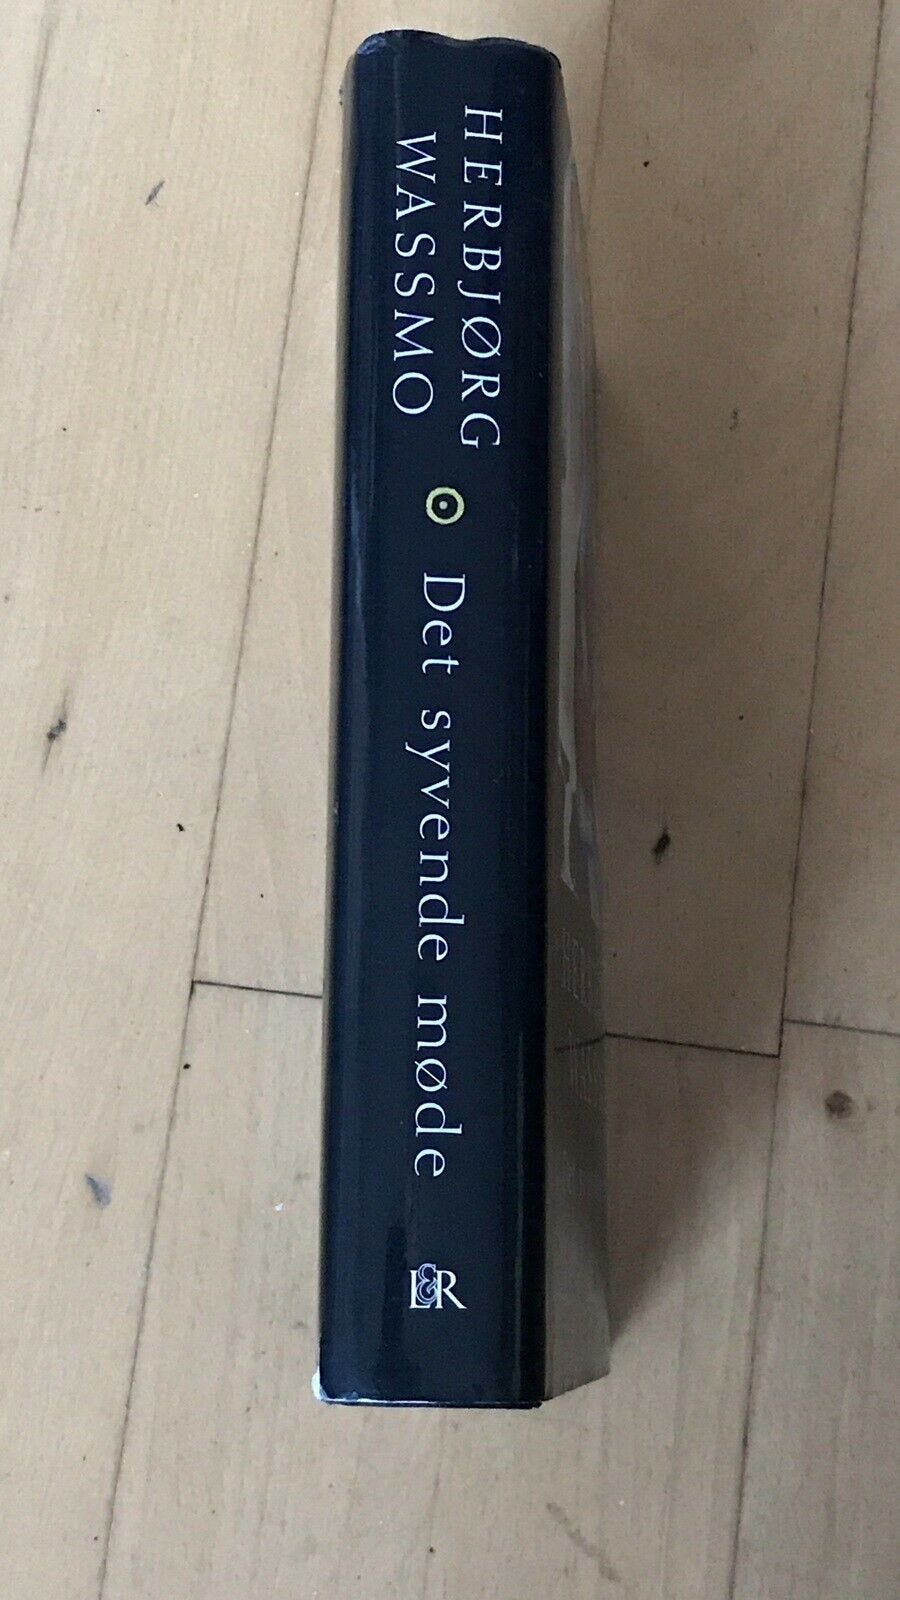 HERBJØRG
WASSMO
Det syvende møde
L&R